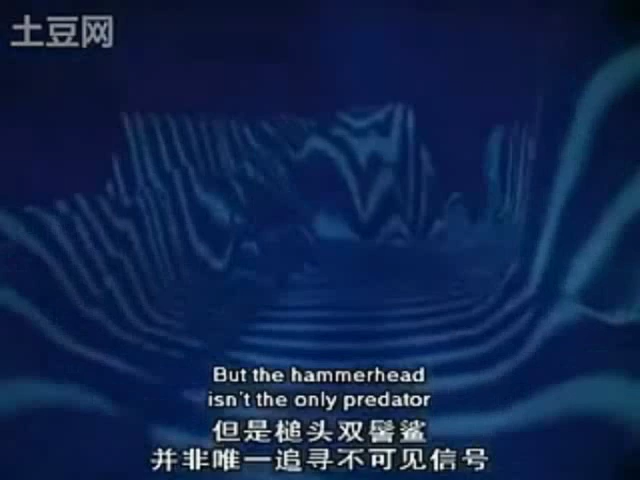 土豆网
But the hammerhead
isn't the only predator
但是槌头双髻鲨
并非唯一追寻不可见信号